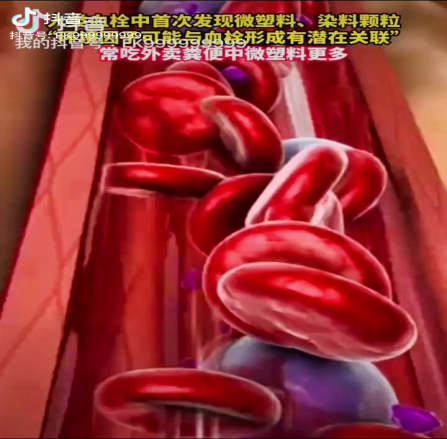 抖音
血栓中首次发现微塑料、染料颗粒
可能与血栓形成有潜在关联”
常吃外卖粪便中微塑料更多